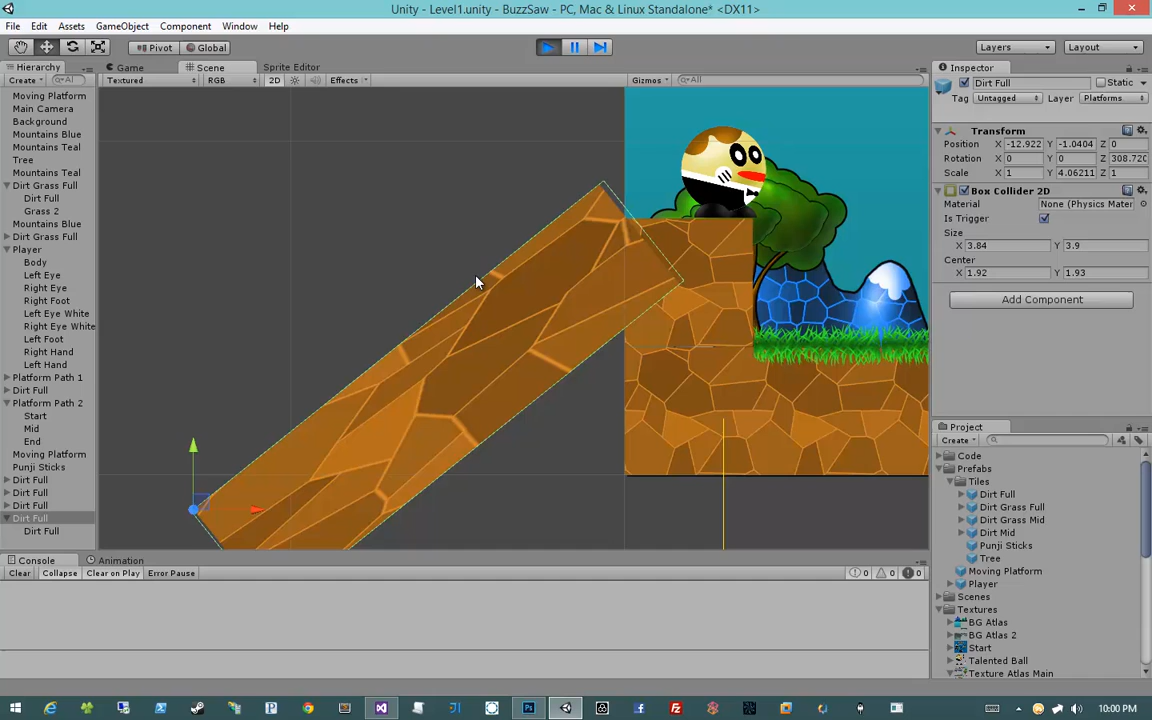 Unity - Level1.unity - BuzzSaw - PC, Mac & Linux Standalone* <DX11>
File Edit Assets GameObject Component Window Help
Pivot Global Layers Layout
Hierarchy Game Scene Sprite Editor Inspector
Create All Textured RGB 2D Effects Gizmos All
Dirt Full Static
Tag Untagged Layer Platforms
Moving Platform
Main Camera
Background
Mountains Blue
Mountains Teal
Tree
Mountains Teal
Dirt Grass Full
Dirt Full
Grass 2
Mountains Blue
Dirt Grass Full
Player
Body
Left Eye
Right Eye
Right Foot
Left Eye White
Right Eye White
Left Foot
Right Hand
Left Hand
Platform Path 1
Dirt Full
Platform Path 2
Start
Mid
End
Moving Platform
Punji Sticks
Dirt Full
Dirt Full
Dirt Full
Dirt Full
Dirt Full
Transform
Position X -12.922 Y -1.0404 Z 0
Rotation X 0 Y 0 Z 308.720
Scale X 1 Y 4.06211 Z 1
Box Collider 2D
Material None (Physics Mater
Is Trigger
Size
X 3.84 Y 3.9
Center
X 1.92 Y 1.93
Add Component
Project
Create
Code
Prefabs
Tiles
Dirt Full
Dirt Grass Full
Dirt Grass Mid
Dirt Mid
Punji Sticks
Tree
Moving Platform
Player
Scenes
Textures
BG Atlas
BG Atlas 2
Start
Talented Ball
Texture Atlas Main
Console Animation
Clear Collapse Clear on Play Error Pause 0 0 0
10:00 PM